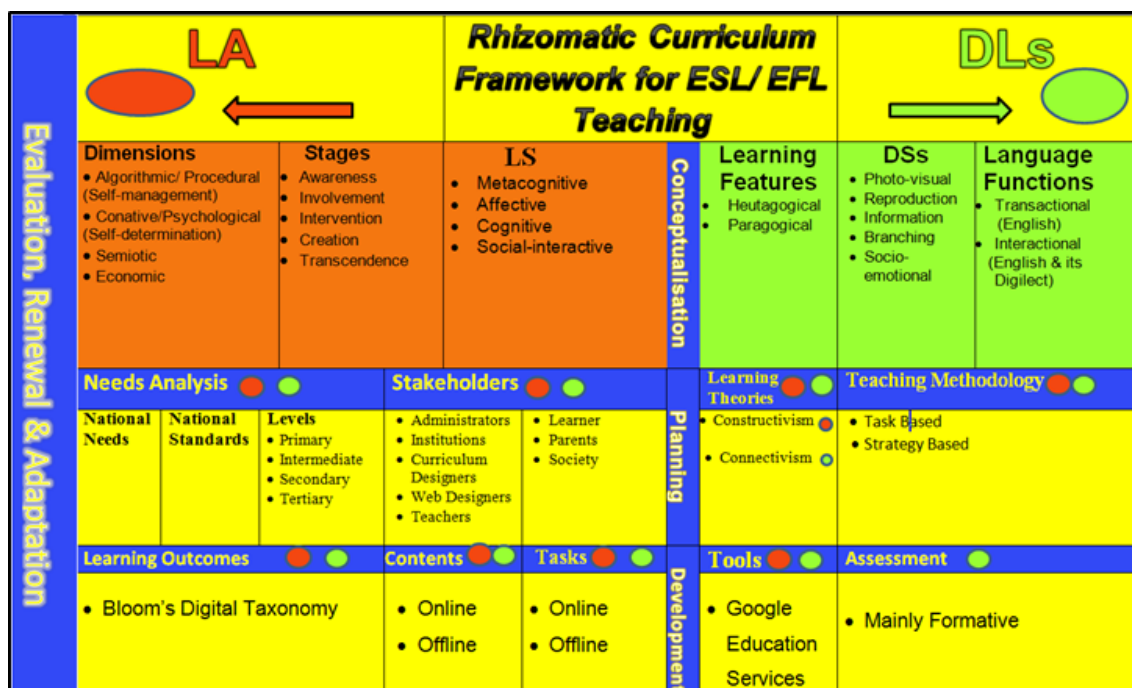 LA
Rhizomatic Curriculum
Framework for ESL/ EFL
Teaching
DLs
Evaluation, Renewal & Adaptation
Dimensions
• Algorithmic/ Procedural
(Self-management)
• Conative/Psychological
(Self-determination)
• Semiotic
• Economic
Stages
• Awareness
• Involvement
• Intervention
• Creation
• Transcendence
LS
• Metacognitive
• Affective
• Cognitive
• Social-interactive
Conceptualisation
Learning
Features
• Heutagogical
• Paragogical
DSs
• Photo-visual
• Reproduction
• Information
• Branching
• Socio-
emotional
Language
Functions
• Transactional
(English)
• Interactional
(English & its
Digilect)
Needs Analysis
Stakeholders
Planning
Learning
Theories
Teaching Methodology
National
Needs
National
Standards
Levels
• Primary
• Intermediate
• Secondary
• Tertiary
• Administrators
• Institutions
• Curriculum
Designers
• Web Designers
• Teachers
• Learner
• Parents
• Society
• Constructivism
• Connectivism
• Task Based
• Strategy Based
Learning Outcomes
Contents
Tasks
Development
Tools
Assessment
• Bloom's Digital Taxonomy
• Online
• Offline
• Online
• Offline
• Google
Education
Services
• Mainly Formative